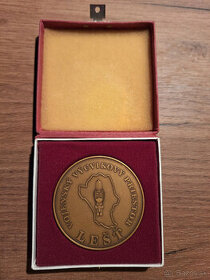 VOJENSKÝ VÝCVIKOVÝ PRIESTOR
LEŠŤ